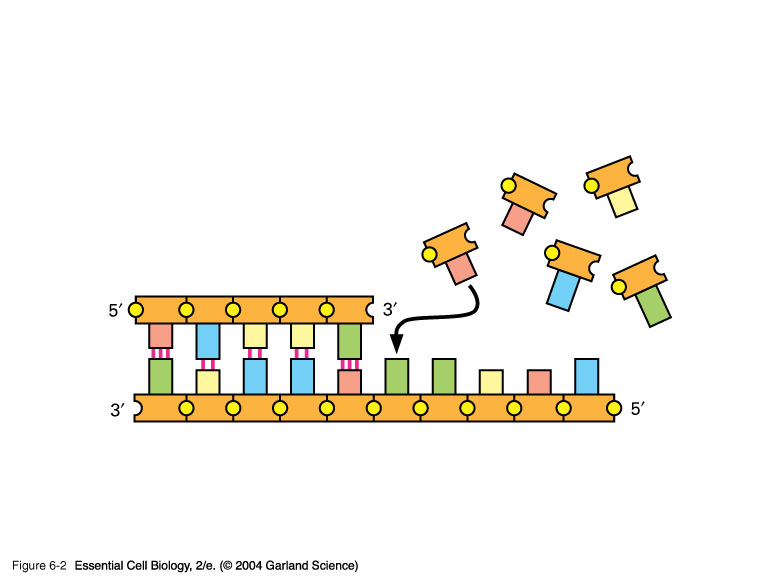 5′ 3′
3′ 5′
Figure 6-2 Essential Cell Biology, 2/e. (© 2004 Garland Science)